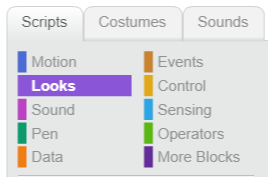 Scripts Costumes Sounds
Motion Events
Looks Control
Sound Sensing
Pen Operators
Data More Blocks